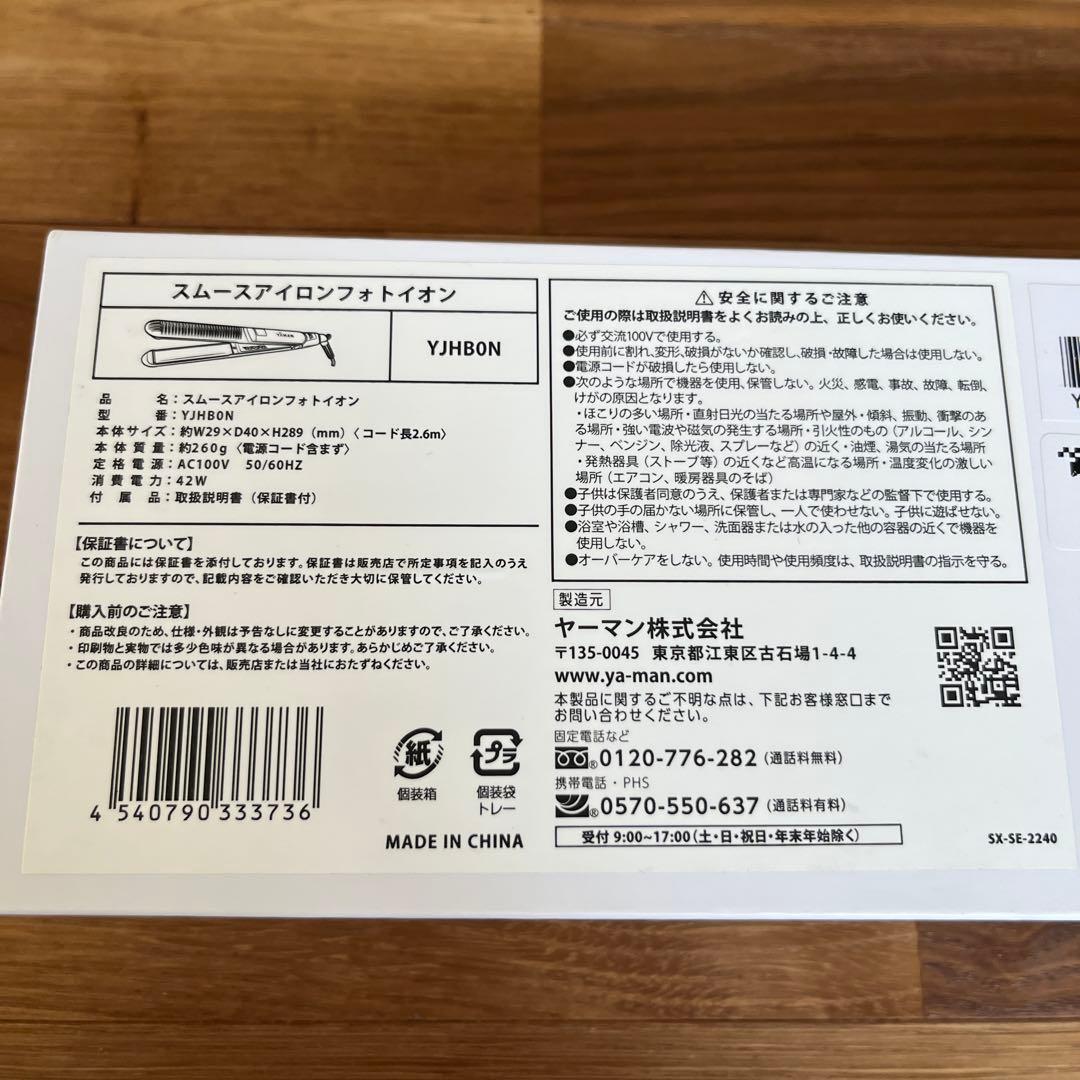 スムースアイロンフォトイオン
YA-MAN
YJHB0N
品名：スムースアイロンフォトイオン
型番：YJHB0N
本体サイズ：約W29×D40×H289（mm）〈コード長2.6m〉
本体質量：約260g〈電源コード含まず〉
定格電源：AC100V 50/60HZ
消費電力：42W
付属品：取扱説明書（保証書付）
【保証書について】
この商品には保証書を添付しております。保証書は販売店で所定事項を記入のうえ
発行しておりますので、記載内容をご確認いただき大切に保管してください。
【購入前のご注意】
・商品改良のため、仕様・外観は予告なしに変更することがありますので、ご了承ください。
・印刷物と実物では多少色味が異なる場合があります。あらかじめご了承ください。
・この商品の詳細については、販売店または当社におたずねください。
4 540790 333736
紙
個装箱
プラ
個装袋
トレー
MADE IN CHINA
⚠安全に関するご注意
ご使用の際は取扱説明書をよくお読みの上、正しくお使いください。
●必ず交流100Vで使用する。
●使用前に割れ、変形、破損がないか確認し、破損・故障した場合は使用しない。
●電源コードが破損したら使用しない。
●次のような場所で機器を使用、保管しない。火災、感電、事故、故障、転倒、
けがの原因となります。
・ほこりの多い場所・直射日光の当たる場所や屋外・傾斜、振動、衝撃のあ
る場所・強い電波や磁気の発生する場所・引火性のもの（アルコール、シン
ナー、ベンジン、除光液、スプレーなど）の近く・油煙、湯気の当たる場所
・発熱器具（ストーブ等）の近くなど高温になる場所・温度変化の激しい
場所（エアコン、暖房器具のそば）
●子供は保護者同意のうえ、保護者または専門家などの監督下で使用する。
●子供の手の届かない場所に保管し、一人で使わせない。子供に遊ばせない。
●浴室や浴槽、シャワー、洗面器または水の入った他の容器の近くで機器を
使用しない。
●オーバーケアをしない。使用時間や使用頻度は、取扱説明書の指示を守る。
製造元
ヤーマン株式会社
〒135-0045 東京都江東区古石場1-4-4
www.ya-man.com
本製品に関するご不明な点は、下記お客様窓口まで
お問い合わせください。
固定電話など
®0120-776-282（通話料無料）
携帯電話・PHS
®0570-550-637（通話料有料）
受付 9:00~17:00（土・日・祝日・年末年始除く）
SX-SE-2240
Y